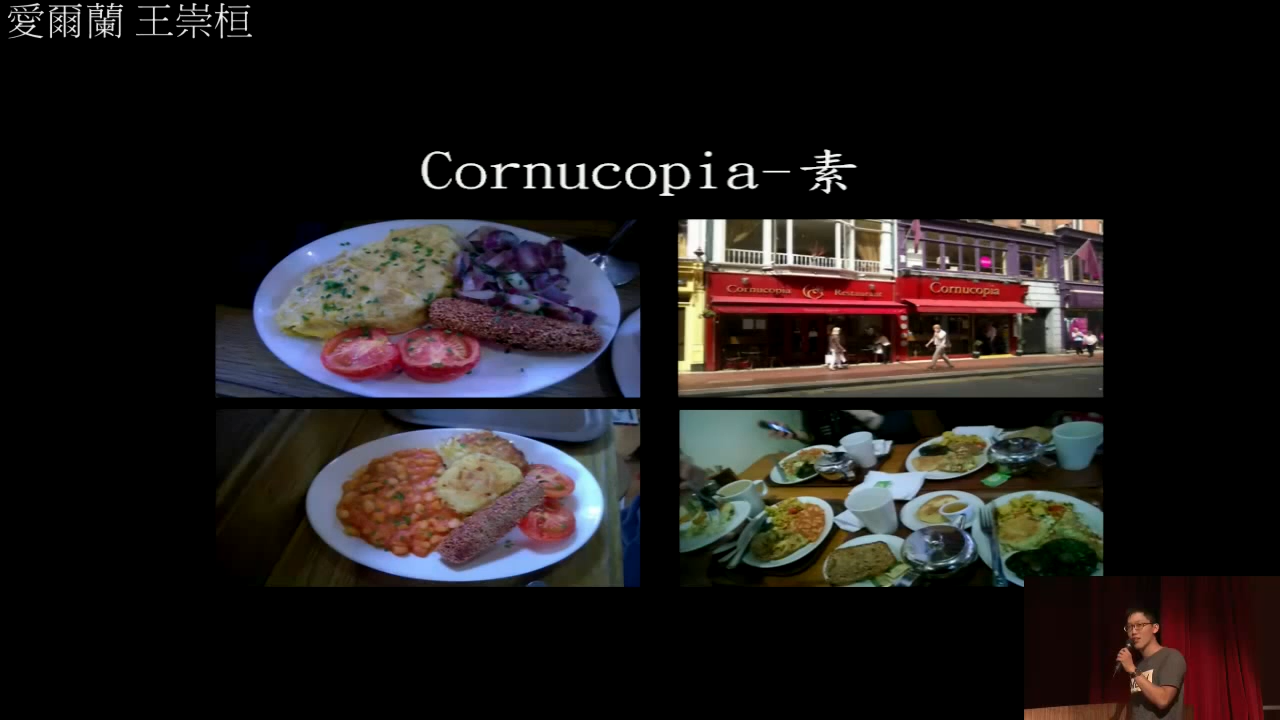 愛爾蘭 王崇桓
Cornucopia-素
Cornucopia Restaurant
Cornucopia